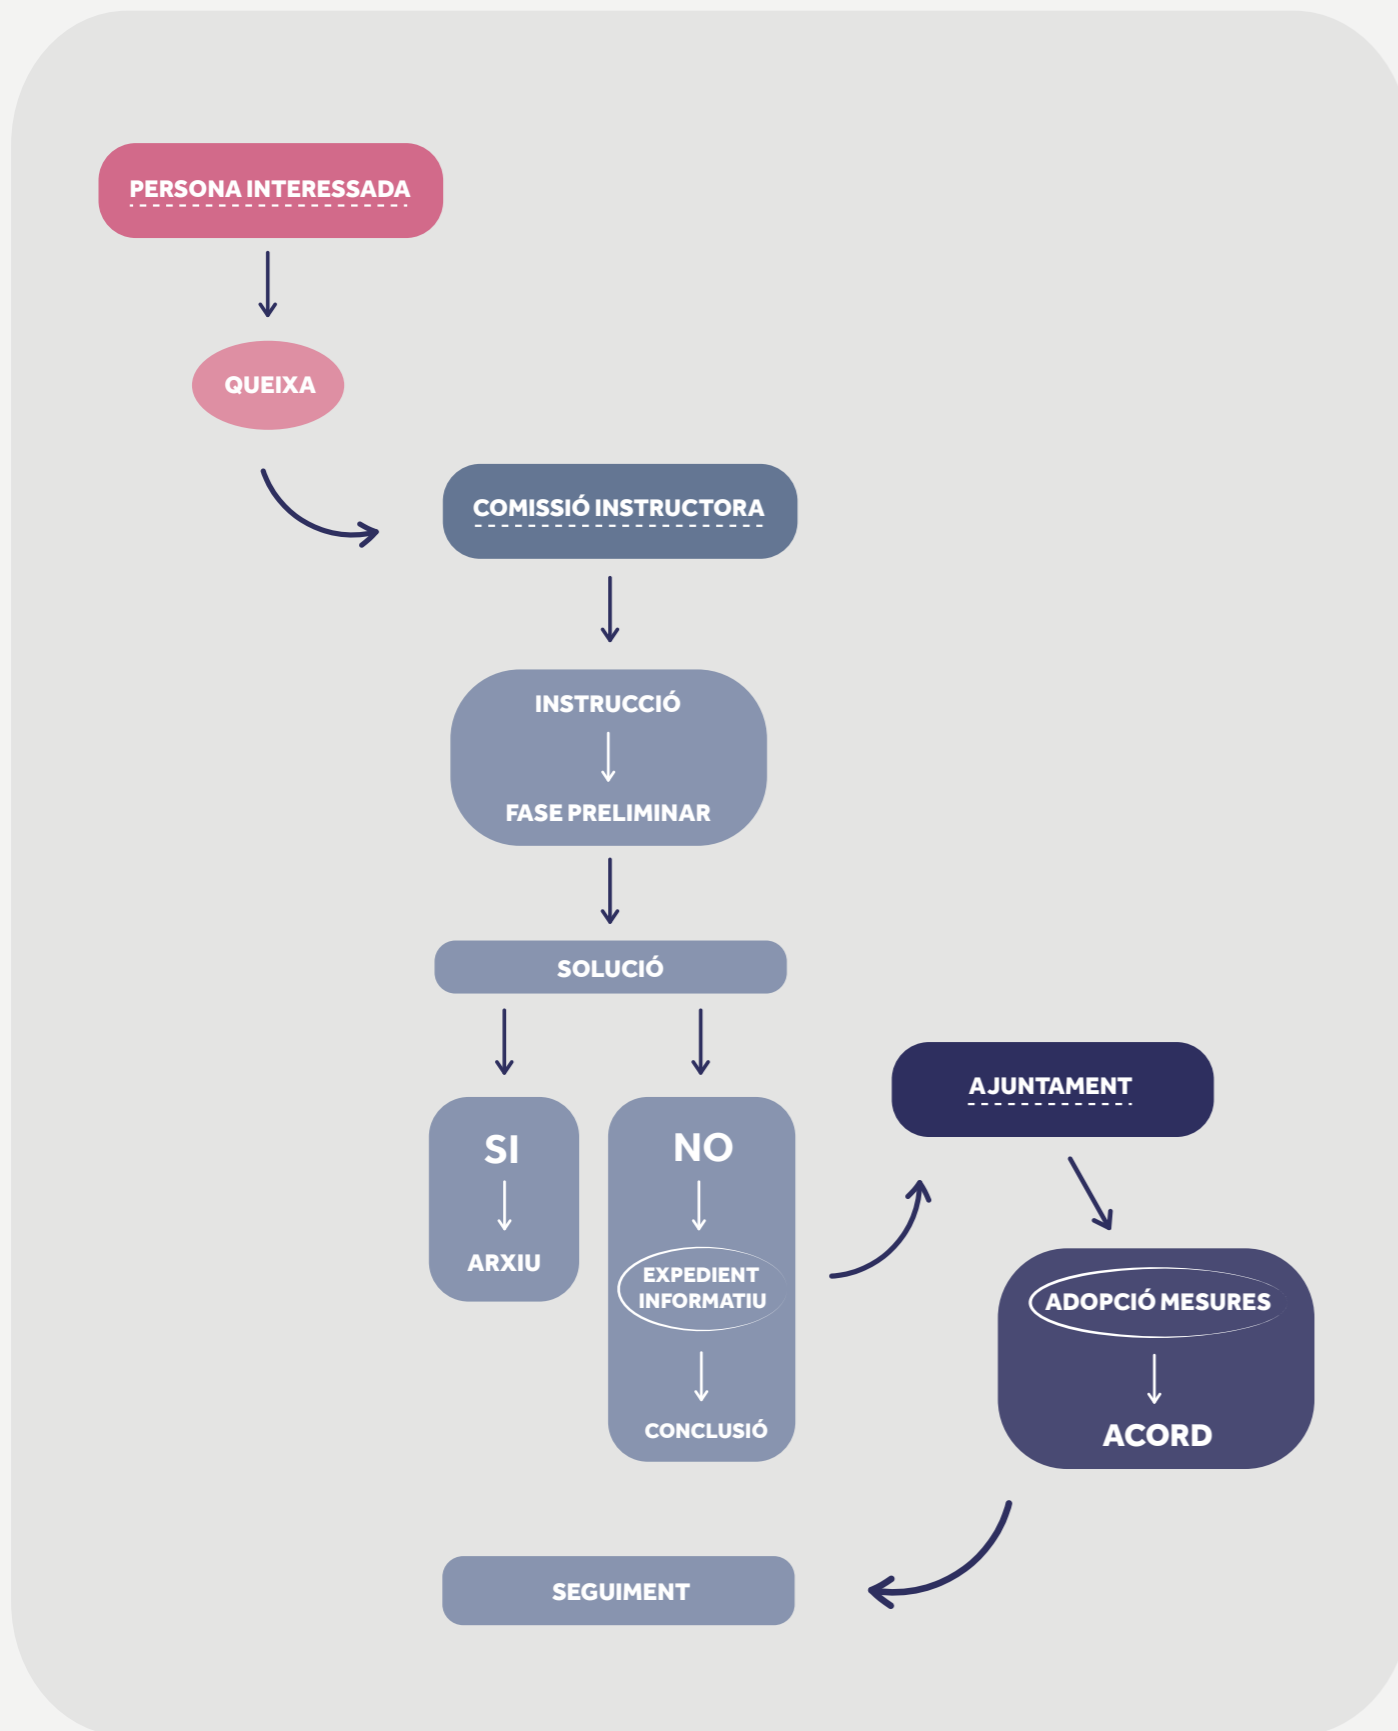 PERSONA INTERESSADA
QUEIXA
COMISSIÓ INSTRUCTORA
INSTRUCCIÓ
FASE PRELIMINAR
SOLUCIÓ
SI
ARXIU
NO
EXPEDIENT
INFORMATIU
CONCLUSIÓ
AJUNTAMENT
ADOPCIÓ MESURES
ACORD
SEGUIMENT